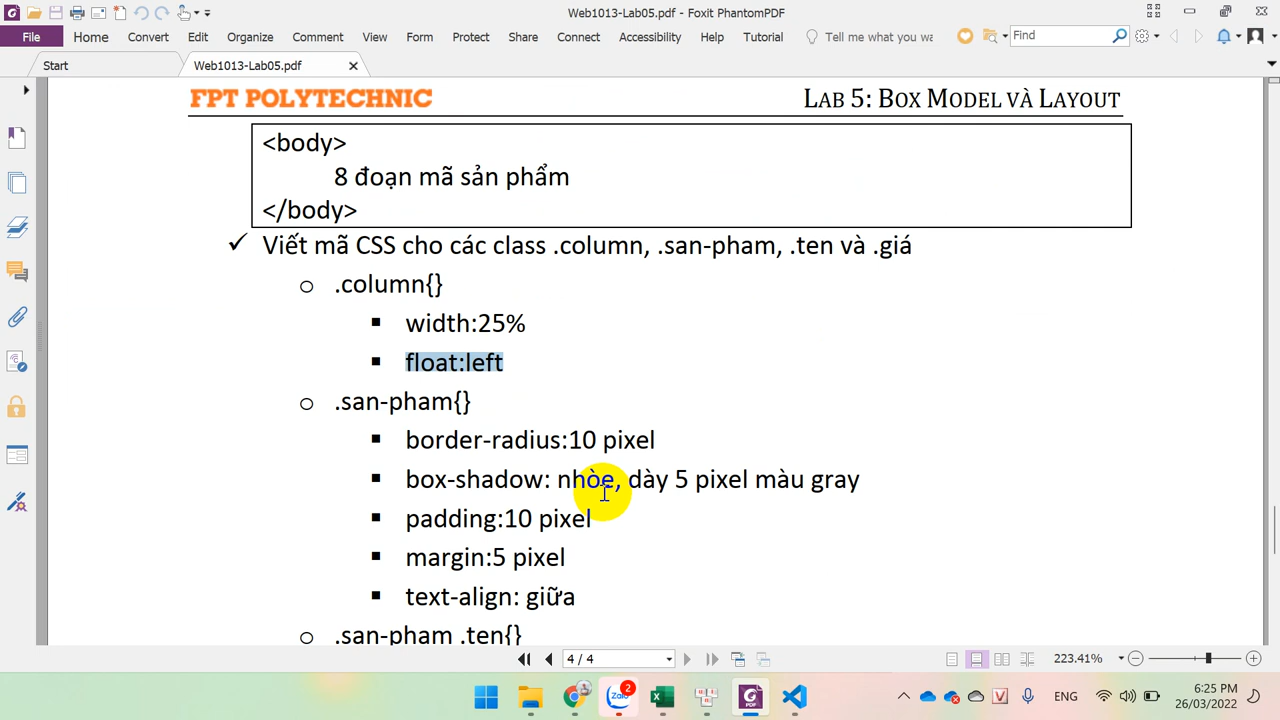 Web1013-Lab05.pdf - Foxit PhantomPDF
File Home Convert Edit Organize Comment View Form Protect Share Connect Accessibility Help Tutorial Tell me what you wa Find
Start Web1013-Lab05.pdf
FPT POLYTECHNIC LAB 5: BOX MODEL VÀ LAYOUT
<body>
8 đoạn mã sản phẩm
</body>
✓ Viết mã CSS cho các class .column, .san-pham, .ten và .giá
o .column{}
▪ width:25%
▪ float:left
o .san-pham{}
▪ border-radius:10 pixel
▪ box-shadow: nhòe, dày 5 pixel màu gray
▪ padding:10 pixel
▪ margin:5 pixel
▪ text-align: giữa
o .san-pham .ten{}
4 / 4 223.41%
Zalo 2 PDF V ENG 6:25 PM
26/03/2022